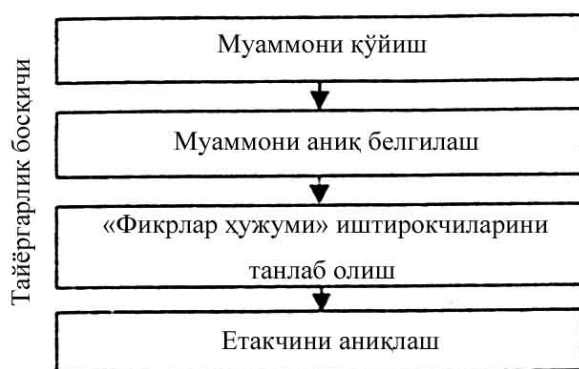 Тайёргарлик босқичи
Муаммони қўйиш
Муаммони аниқ белгилаш
«Фикрлар ҳужуми» иштирокчиларини
танлаб олиш
Етакчини аниқлаш